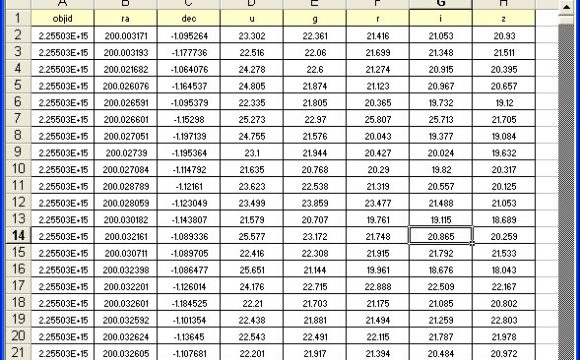 A B C D E F G H
1 objid ra dec u g r i z
2 2.25503E+15 200.003171 -1.095264 23.302 22.361 21.416 21.053 20.93
3 2.25503E+15 200.003193 -1.177736 22.516 22.06 21.699 21.348 21.511
4 2.25503E+15 200.021682 -1.064076 24.278 22.6 21.274 20.915 20.395
5 2.25503E+15 200.026076 -1.164537 24.805 21.874 21.123 20.967 20.657
6 2.25503E+15 200.026591 -1.095379 22.335 21.805 20.365 19.732 19.12
7 2.25503E+15 200.026601 -1.15298 25.273 22.97 25.807 25.713 21.705
8 2.25503E+15 200.027051 -1.197139 24.755 21.576 20.043 19.377 19.084
9 2.25503E+15 200.02739 -1.195364 23.1 21.944 20.427 20.024 19.632
10 2.25503E+15 200.027084 -1.114792 21.635 20.768 20.29 19.82 20.317
11 2.25503E+15 200.028789 -1.12161 23.623 22.538 21.319 20.557 20.125
12 2.25503E+15 200.028059 -1.123049 23.499 23.859 23.477 21.488 21.053
13 2.25503E+15 200.030182 -1.143807 21.579 20.707 19.761 19.115 18.689
14 2.25503E+15 200.032161 -1.089336 25.577 23.172 21.748 20.865 20.259
15 2.25503E+15 200.030711 -1.089705 22.416 22.308 21.915 21.792 21.533
16 2.25503E+15 200.032398 -1.086477 25.651 21.144 19.961 18.676 18.043
17 2.25503E+15 200.032201 -1.126014 24.176 22.715 22.888 22.509 22.167
18 2.25503E+15 200.032601 -1.184525 22.21 21.703 21.175 21.085 20.802
19 2.25503E+15 200.032592 -1.101354 22.438 21.881 21.494 21.259 22.803
20 2.25503E+15 200.032624 -1.13645 22.543 22.491 22.115 21.787 21.978
21 2.25503E+15 200.032605 -1.107681 22.201 21.917 21.394 20.484 20.972